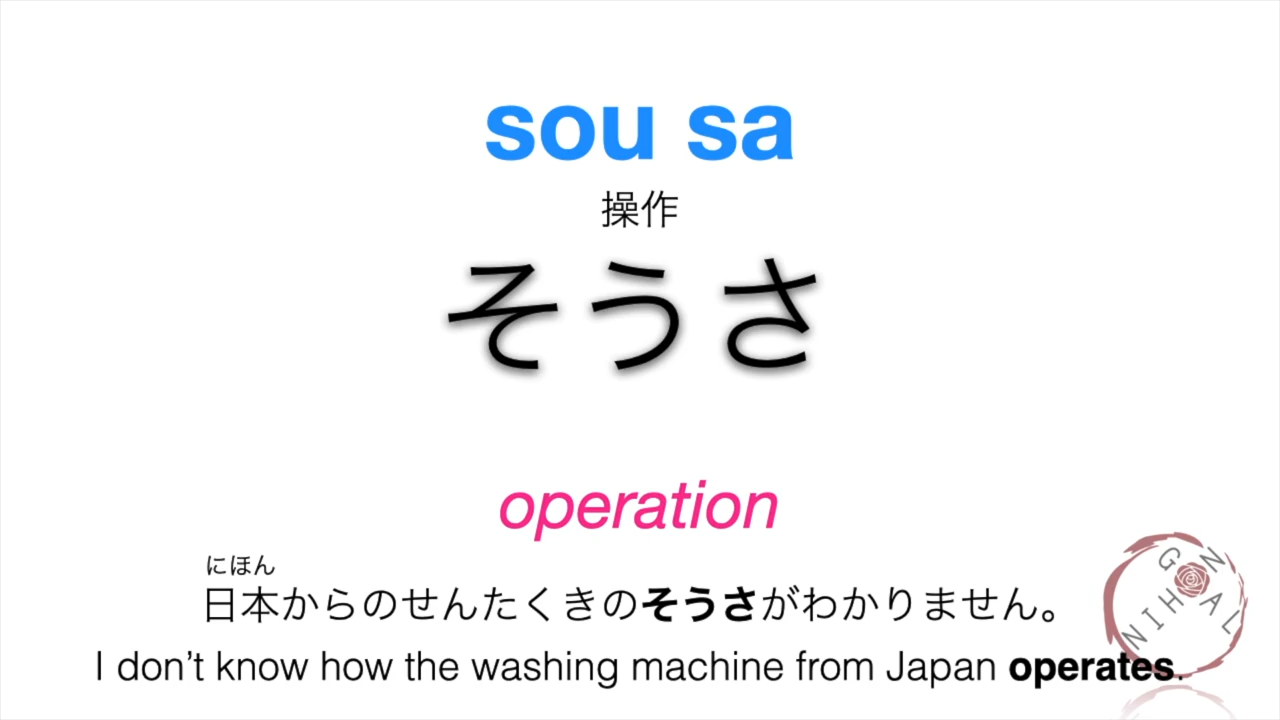 sou sa
操作
そうさ
operation
にほん
日本からのせんたくきのそうさがわかりません。
I don't know how the washing machine from Japan operates.
NIHON GAL